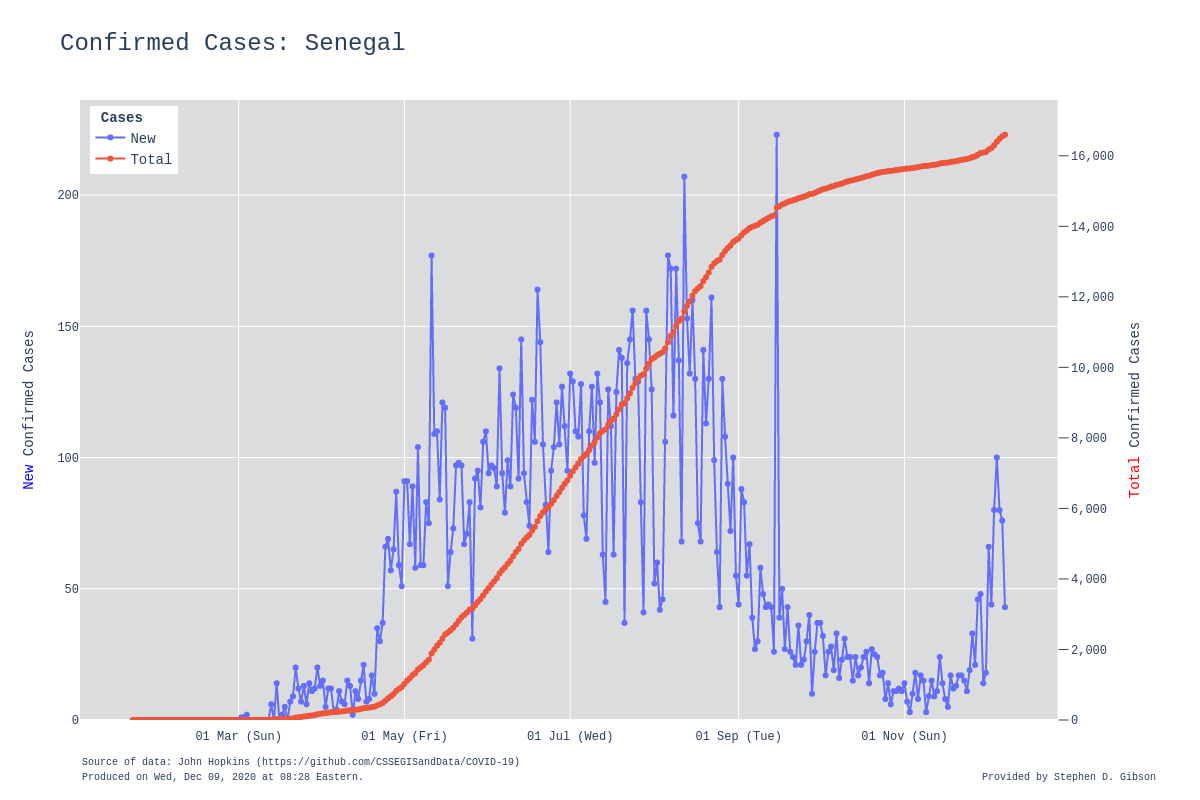 Confirmed Cases: Senegal
Cases
New
Total
200
150
100
50
0
New Confirmed Cases
16,000
14,000
12,000
10,000
8,000
6,000
4,000
2,000
0
Total Confirmed Cases
01 Mar (Sun)
01 May (Fri)
01 Jul (Wed)
01 Sep (Tue)
01 Nov (Sun)
Source of data: John Hopkins (https://github.com/CSSEGISandData/COVID-19)
Produced on Wed, Dec 09, 2020 at 08:28 Eastern.
Provided by Stephen D. Gibson